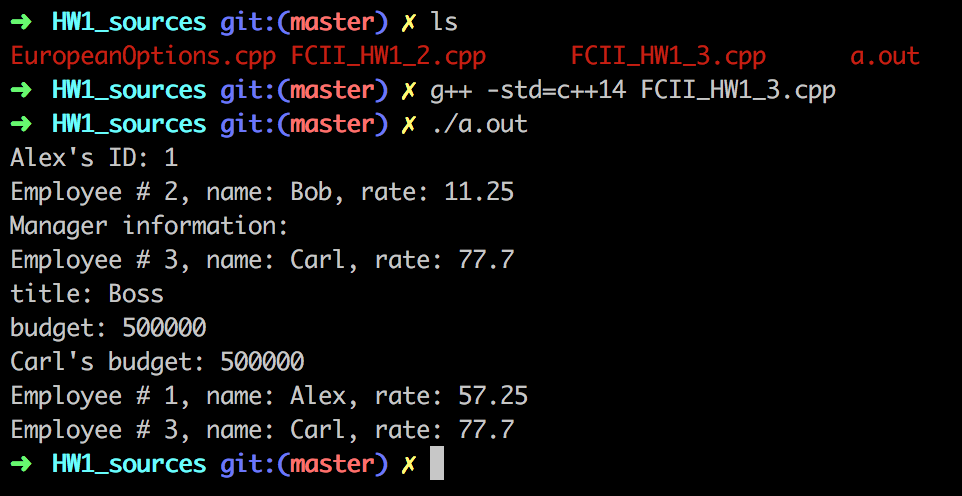 ➜ HW1_sources git:(master) ✗ ls
EuropeanOptions.cpp FCII_HW1_2.cpp FCII_HW1_3.cpp a.out
➜ HW1_sources git:(master) ✗ g++ -std=c++14 FCII_HW1_3.cpp
➜ HW1_sources git:(master) ✗ ./a.out
Alex's ID: 1
Employee # 2, name: Bob, rate: 11.25
Manager information:
Employee # 3, name: Carl, rate: 77.7
title: Boss
budget: 500000
Carl's budget: 500000
Employee # 1, name: Alex, rate: 57.25
Employee # 3, name: Carl, rate: 77.7
➜ HW1_sources git:(master) ✗